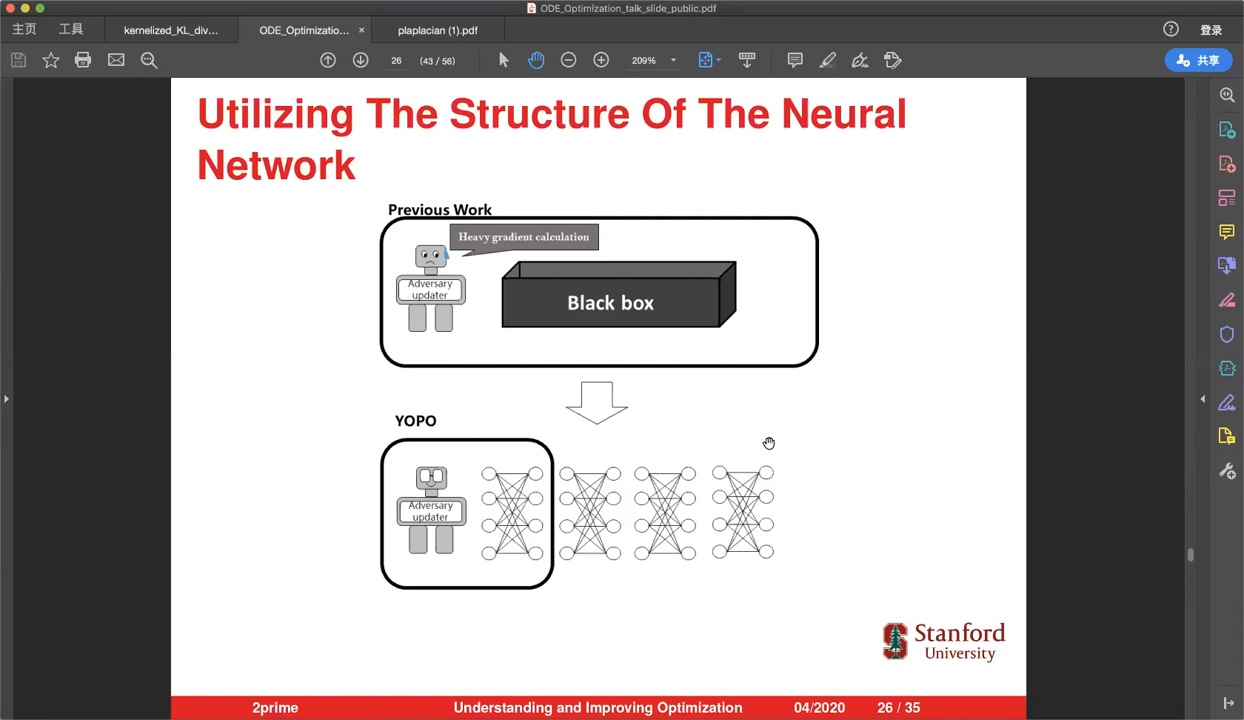 ODE_Optimization_talk_slide_public.pdf
主页 工具 kernelized_KL_div... ODE_Optimizatio... × plaplacian (1).pdf ? 登录
26 (43 / 56) 209% 共享
Utilizing The Structure Of The Neural
Network
Previous Work
Heavy gradient calculation
Adversary
updater
Black box
YOPO
Adversary
updater
Stanford
University
2prime Understanding and Improving Optimization 04/2020 26 / 35